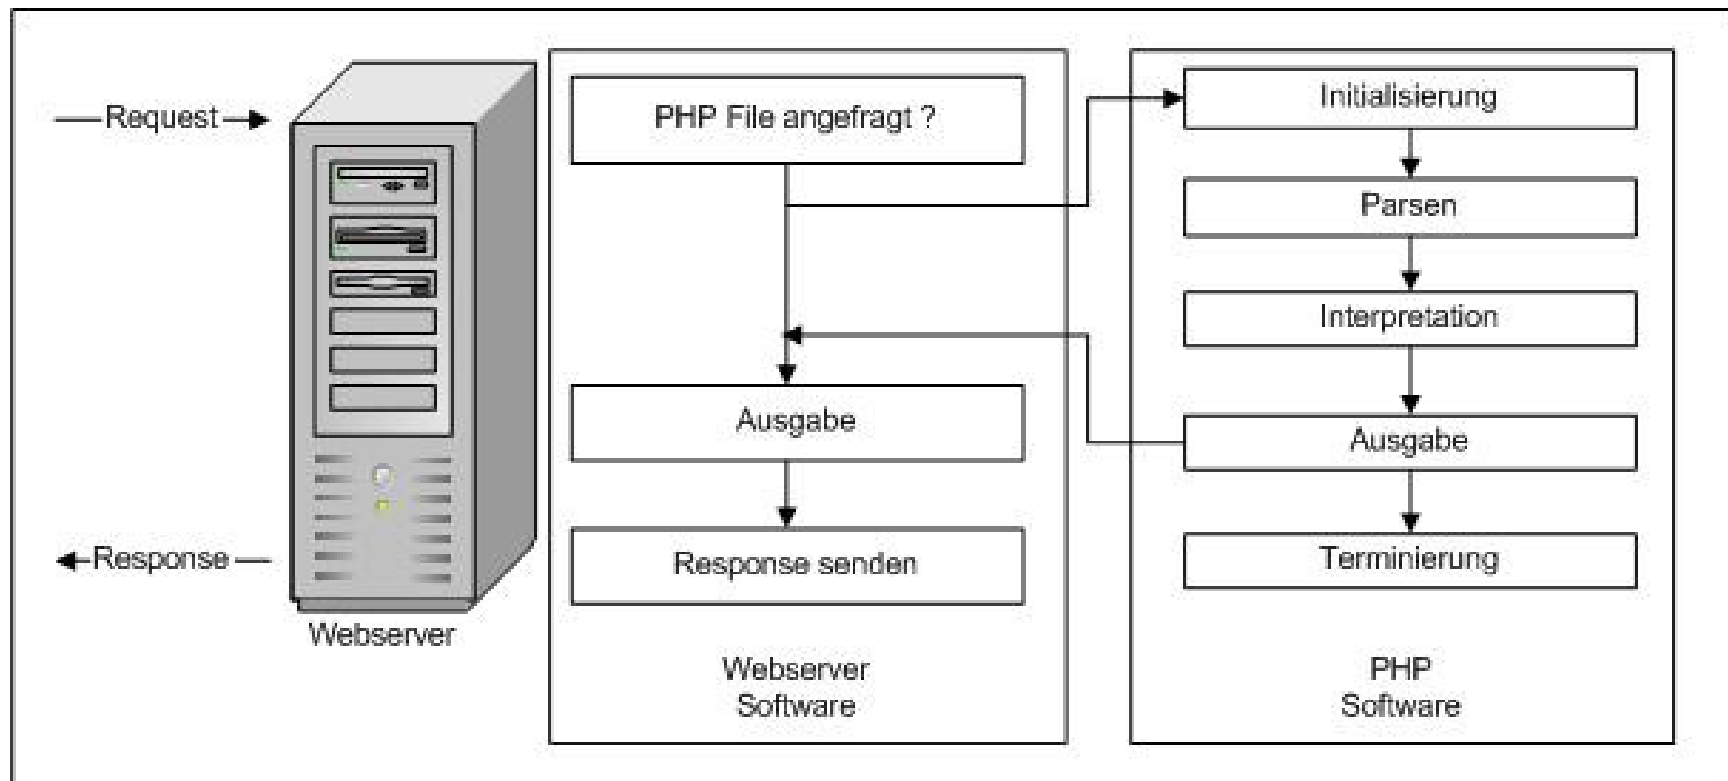 Request
Response
Webserver
PHP File angefragt ?
Ausgabe
Response senden
Webserver
Software
Initialisierung
Parsen
Interpretation
Ausgabe
Terminierung
PHP
Software